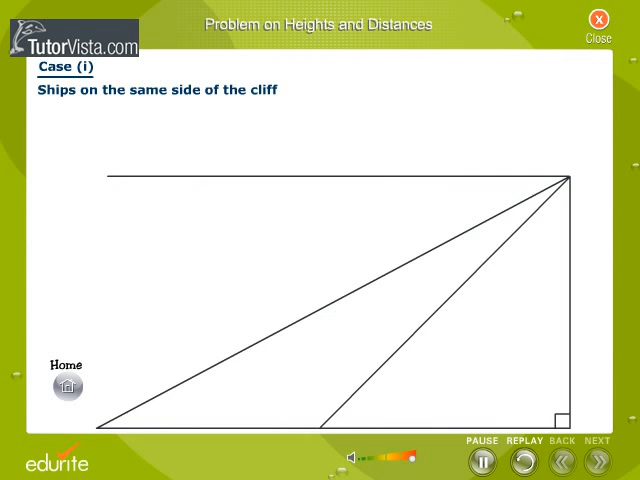 Problem on Heights and Distances
Close
TutorVista.com
Case (i)
Ships on the same side of the cliff
Home
PAUSE REPLAY BACK NEXT
edurite